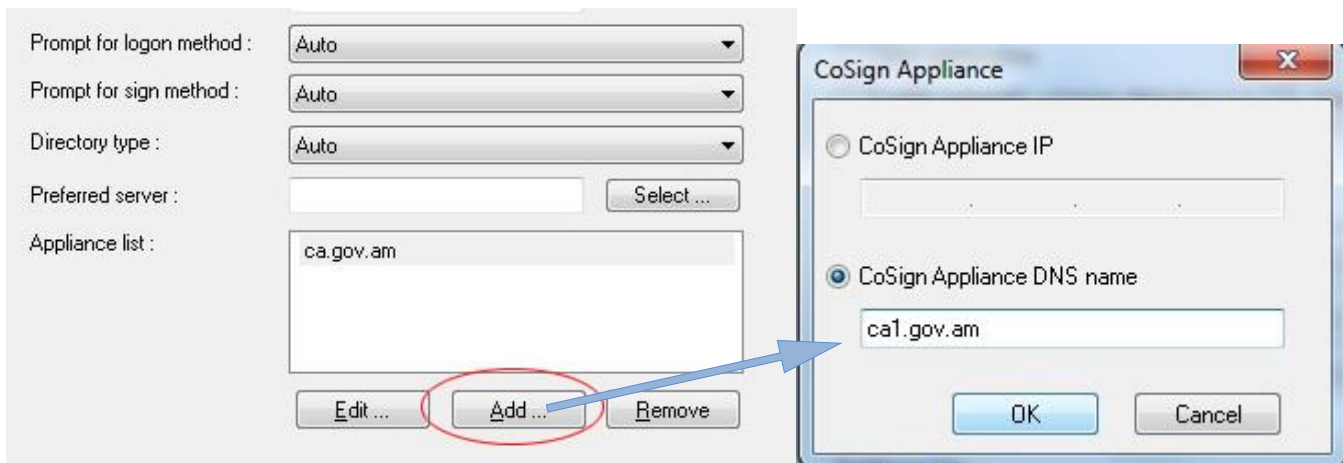 Prompt for logon method : Auto
Prompt for sign method : Auto
Directory type : Auto
Preferred server : Select ...
Appliance list : ca.gov.am
Edit ... Add ... Remove
CoSign Appliance
CoSign Appliance IP
. . .
CoSign Appliance DNS name
ca1.gov.am
OK Cancel